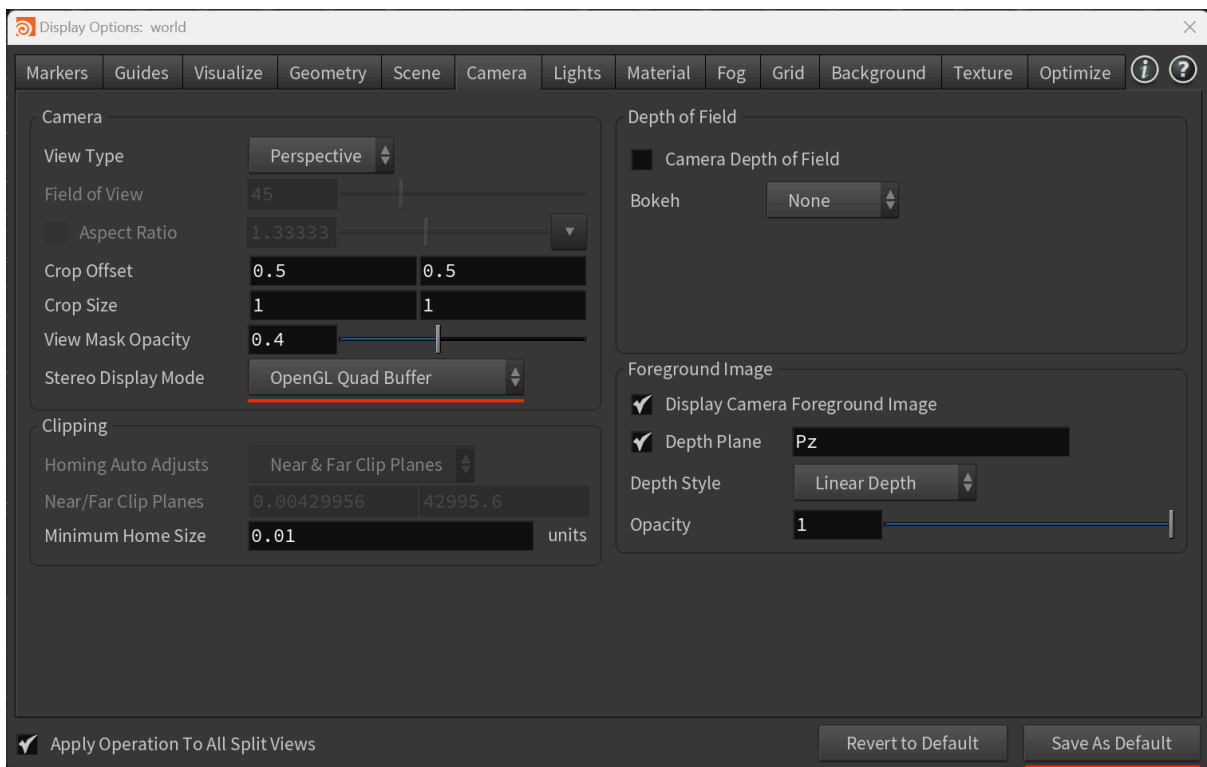 Display Options: world
Markers Guides Visualize Geometry Scene Camera Lights Material Fog Grid Background Texture Optimize i ?
Camera
View Type Perspective
Field of View 45
Aspect Ratio 1.33333
Crop Offset 0.5 0.5
Crop Size 1 1
View Mask Opacity 0.4
Stereo Display Mode OpenGL Quad Buffer
Clipping
Homing Auto Adjusts Near & Far Clip Planes
Near/Far Clip Planes 0.00429956 42995.6
Minimum Home Size 0.01 units
Depth of Field
Camera Depth of Field
Bokeh None
Foreground Image
Display Camera Foreground Image
Depth Plane Pz
Depth Style Linear Depth
Opacity 1
Apply Operation To All Split Views Revert to Default Save As Default